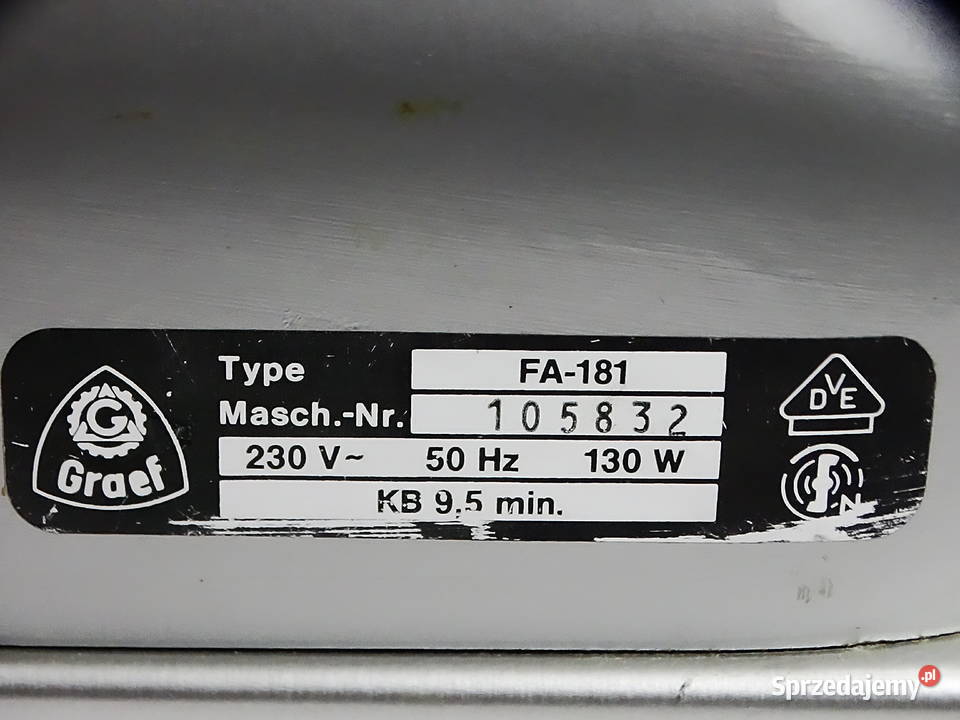 Type FA-181
Masch.-Nr. 105832
230 V~ 50 Hz 130 W
KB 9,5 min.
G
Graef
DVE
N
Sprzedajemy.pl